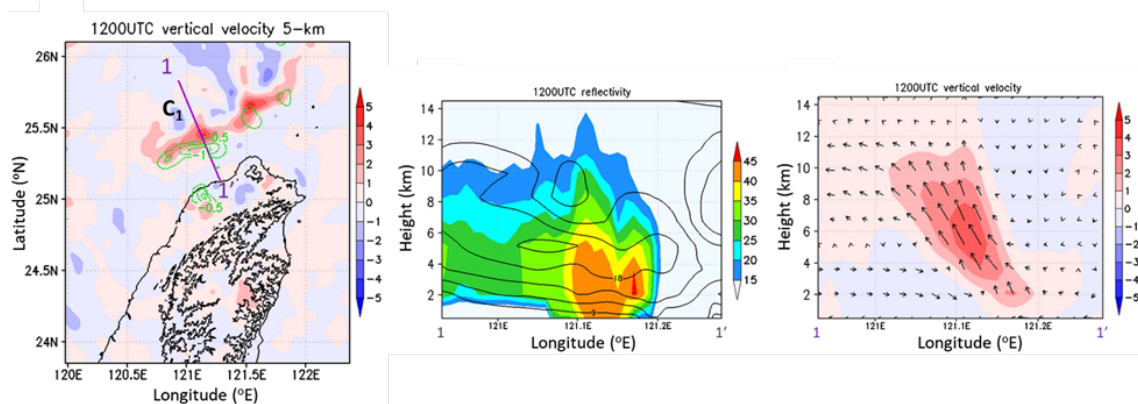 1200UTC vertical velocity 5-km
26N
25.5N
25N
24.5N
24N
Latitude (°N)
120E
120.5E
121E
121.5E
122E
Longitude (°E)
1
C1
1'
0.5
-1
-0.5
5
4
3
2
1
0
-1
-2
-3
-4
-5
1200UTC reflectivity
14
12
10
8
6
4
2
Height (km)
18
9
1
121E
121.1E
121.2E
1'
Longitude (°E)
45
40
35
30
25
20
15
1200UTC vertical velocity
14
12
10
8
6
4
2
Height (km)
1
121E
121.1E
121.2E
1'
Longitude (°E)
5
4
3
2
1
0
-1
-2
-3
-4
-5